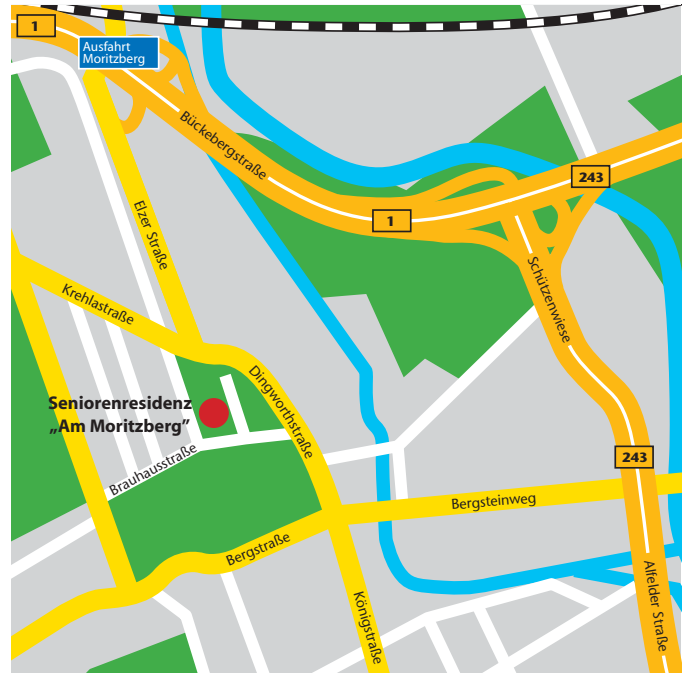 1
Ausfahrt
Moritzberg
Bückebergstraße
243
1
Elzer Straße
Schützenwiese
Krehlastraße
Dingworthstraße
Seniorenresidenz
„Am Moritzberg”
Brauhausstraße
243
Bergsteinweg
Bergstraße
Alfelder Straße
Königstraße